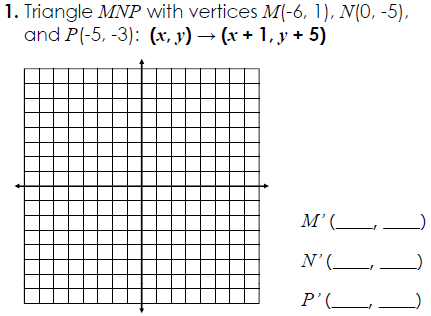 1. Triangle MNP with vertices M(-6, 1), N(0, -5),
and P(-5, -3): (x, y) → (x + 1, y + 5)
M’ (____, ____)
N’ (____, ____)
P’ (____, ____)